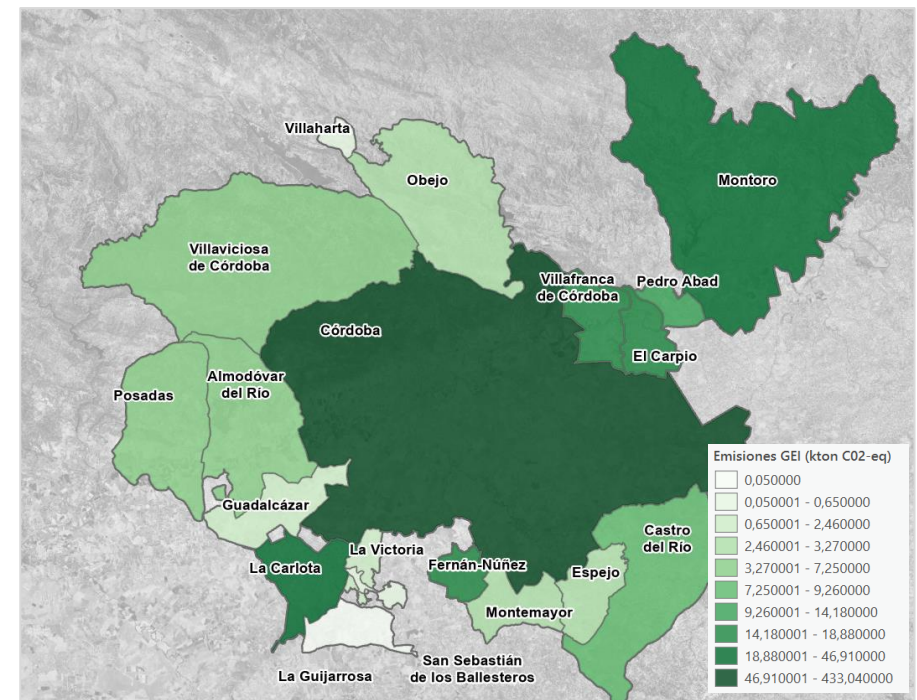 Villaharta
Obejo
Montoro
Villaviciosa
de Córdoba
Villafranca
de Córdoba
Pedro Abad
Córdoba
El Carpio
Almodóvar
del Río
Posadas
Guadalcázar
Castro
del Río
La Victoria
La Carlota
Fernán-Núñez
Espejo
Montemayor
San Sebastián
de los Ballesteros
La Guijarrosa
Emisiones GEI (kton C02-eq)
0,050000
0,050001 - 0,650000
0,650001 - 2,460000
2,460001 - 3,270000
3,270001 - 7,250000
7,250001 - 9,260000
9,260001 - 14,180000
14,180001 - 18,880000
18,880001 - 46,910000
46,910001 - 433,040000